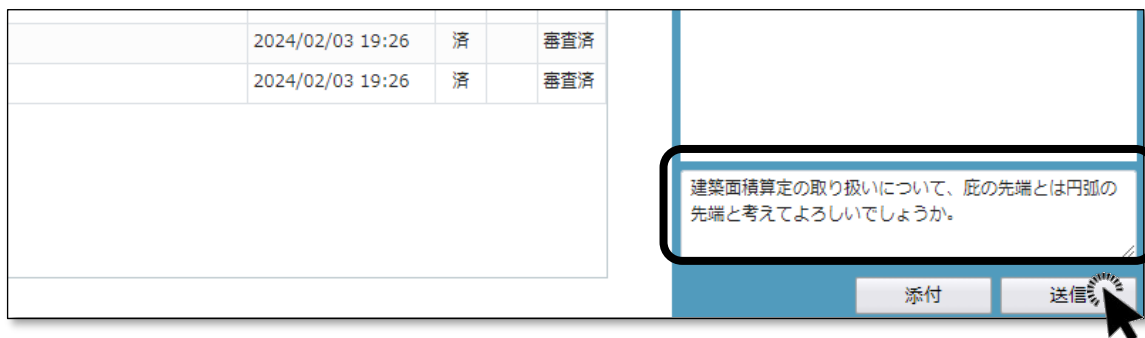 2024/02/03 19:26 済 審査済
2024/02/03 19:26 済 審査済
建築面積算定の取り扱いについて、庇の先端とは円弧の
先端と考えてよろしいでしょうか。
添付 送信